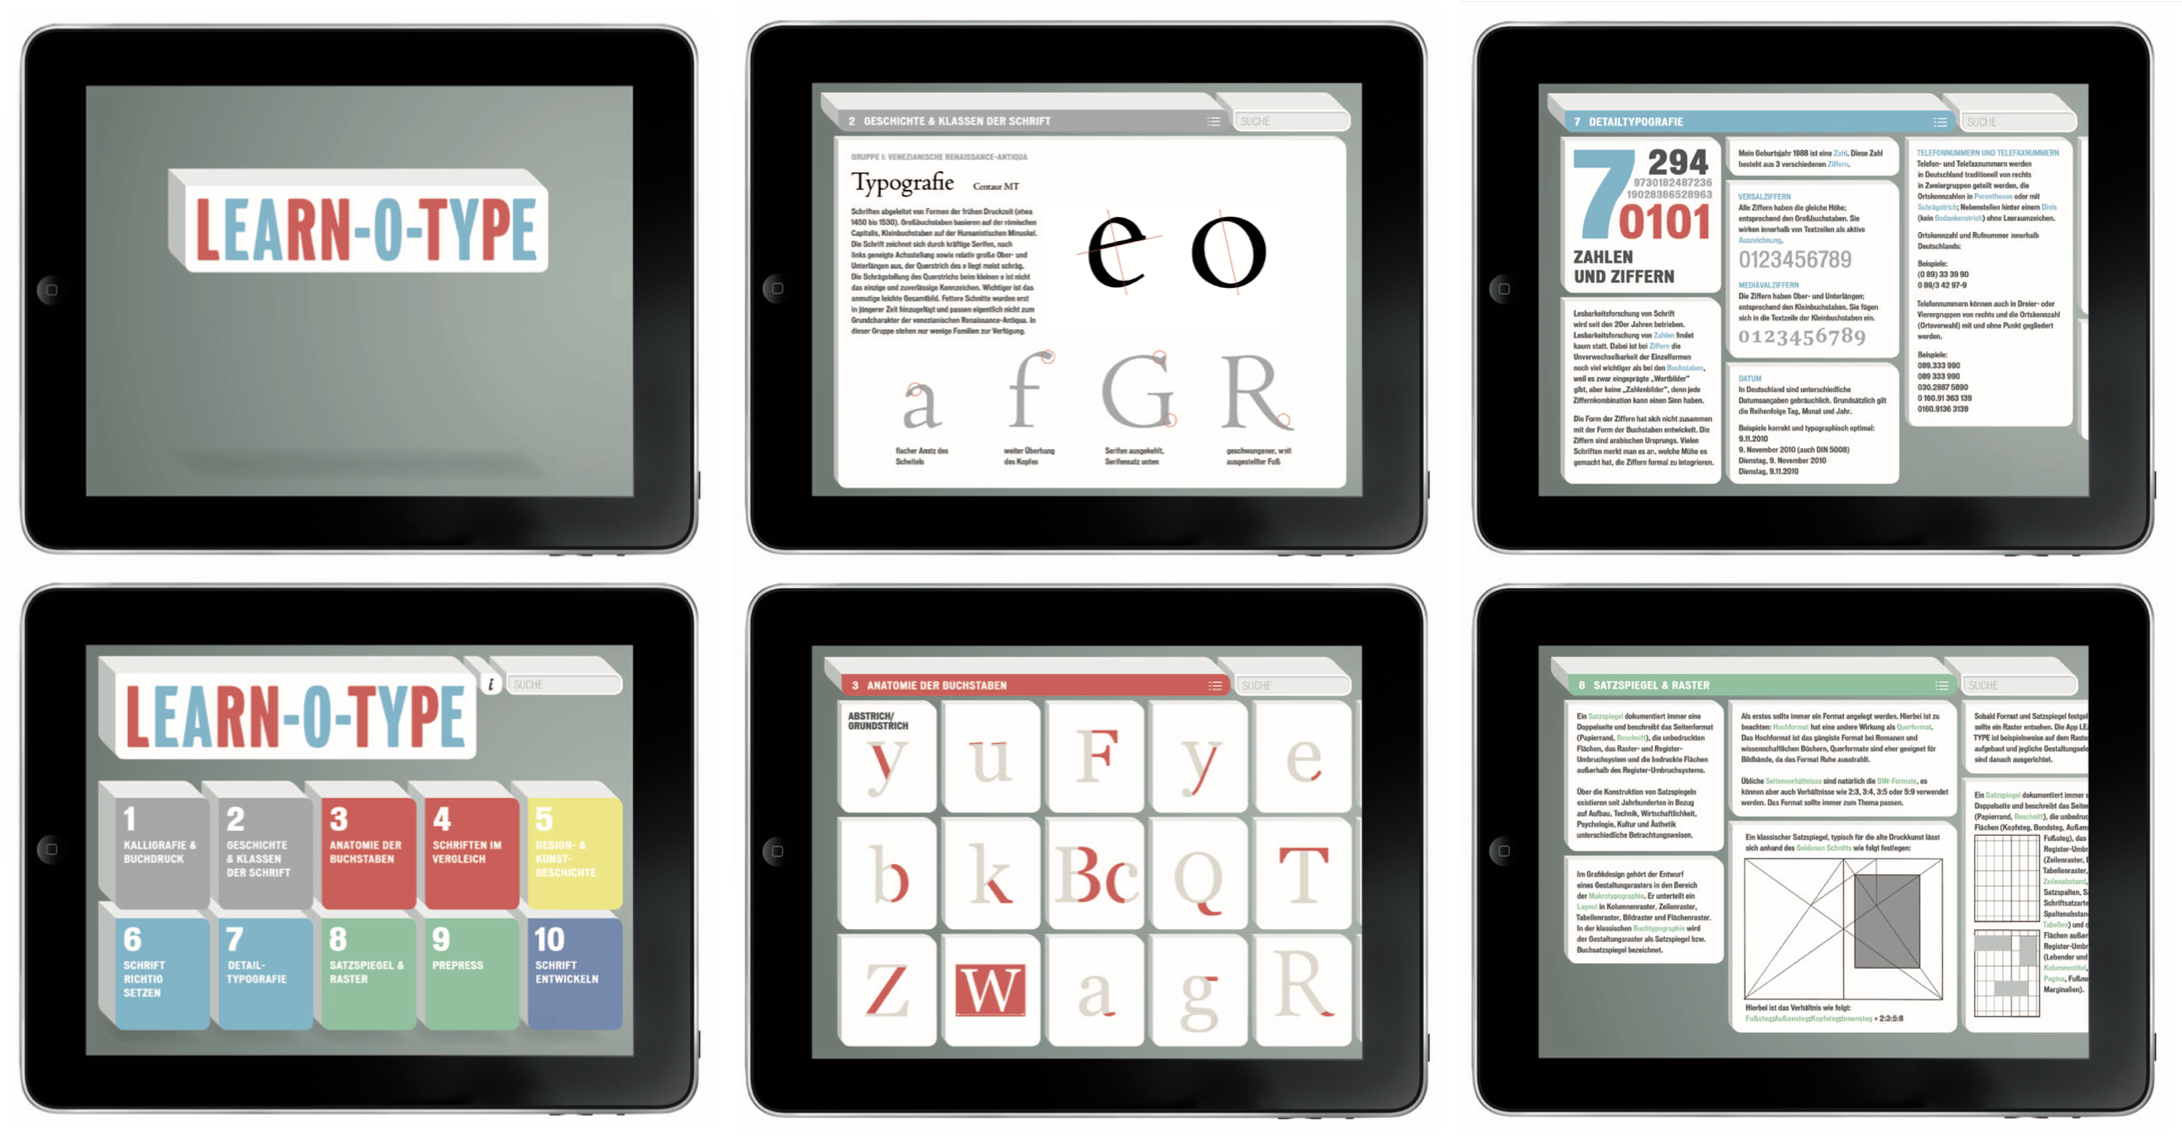 LEARN-O-TYPE
2 GESCHICHTE & KLASSEN DER SCHRIFT
SUCHE
GRUPPE I: VENEZIANISCHE RENAISSANCE-ANTIQUA
Typografie Centaur MT
Schriften abgeleitet von Formen der frühen Druckzeit (etwa
1450 bis 1530). Großbuchstaben basieren auf der römischen
Capitalis, Kleinbuchstaben auf der Humanistischen Minuskel.
Die Schrift zeichnet sich durch kräftige Serifen, nach
links geneigte Achsstellung sowie relativ große Ober- und
Unterlängen aus, der Querstrich des e liegt meist schräg.
Die Schrägstellung des Querstrichs beim kleinen e ist nicht
das einzige und zuverlässige Kennzeichen. Wichtiger ist das
anmutige leichte Gesamtbild. Fettere Schnitte wurden erst
in jüngerer Zeit hinzugefügt und passen eigentlich nicht zum
Grundcharakter der venezianischen Renaissance-Antiqua. In
dieser Gruppe stehen nur wenige Familien zur Verfügung.
e o
a f G R
flacher Anstz des
Scheitels
weiter Überhang
des Kopfes
Serifen ausgekehlt,
Serifensatz unten
geschwungener, weit
ausgestellter Fuß
7 DETAILTYPOGRAFIE
SUCHE
7
294
9730182487236
19028386528963
0101
ZAHLEN
UND ZIFFERN
Lesbarkeitsforschung von Schrift
wird seit den 20er Jahren betrieben.
Lesbarkeitsforschung von Zahlen findet
kaum statt. Dabei ist bei Ziffern die
Unverwechselbarkeit der Einzelformen
noch viel wichtiger als bei den Buchstaben,
weil es zwar eingeprägte „Wortbilder“
gibt, aber keine „Zahlenbilder“, denn jede
Ziffernkombination kann einen Sinn haben.
Die Form der Ziffern hat sich nicht zusammen
mit der Form der Buchstaben entwickelt. Die
Ziffern sind arabischen Ursprungs. Vielen
Schriften merkt man es an, welche Mühe es
gemacht hat, die Ziffern formal zu integrieren.
Mein Geburtsjahr 1988 ist eine Zahl. Diese Zahl
besteht aus 3 verschiedenen Ziffern.
VERSALZIFFERN
Alle Ziffern haben die gleiche Höhe;
entsprechend den Großbuchstaben. Sie
wirken innerhalb von Textzeilen als aktive
Auszeichnung.
0123456789
MEDIÄVALZIFFERN
Die Ziffern haben Ober- und Unterlängen;
entsprechend den Kleinbuchstaben. Sie fügen
sich in die Textzeile der Kleinbuchstaben ein.
0123456789
DATUM
In Deutschland sind unterschiedliche
Datumsangaben gebräuchlich. Grundsätzlich gilt
die Reihenfolge Tag, Monat und Jahr.
Beispiele korrekt und typographisch optimal:
9.11.2010
9. November 2010 (auch DIN 5008)
Dienstag, 9. November 2010
Dienstag, 9.11.2010
TELEFONNUMMERN UND TELEFAXNUMMERN
Telefon- und Telefaxnummern werden
in Deutschland traditionell von rechts
in Zweiergruppen geteilt werden, die
Ortskennzahlen in Parenthesen oder mit
Schrägstrich; Nebenstellen hinter einem Divis
(kein Gedankenstrich) ohne Leeraumzeichen.
Ortskennzahl und Rufnummer innerhalb
Deutschlands:
Beispiele:
(0 89) 33 39 90
0 89/3 42 97-9
Telefonnummern können auch in Dreier- oder
Vierergruppen von rechts und die Ortskennzahl
(Ortsvorwahl) mit und ohne Punkt gegliedert
werden.
Beispiele:
089.333 990
089 333 990
030.2887 5890
0 160.91 363 139
0160.9136 3139
LEARN-O-TYPE
i
SUCHE
1
KALLIGRAFIE &
BUCHDRUCK
2
GESCHICHTE
& KLASSEN
DER SCHRIFT
3
ANATOMIE DER
BUCHSTABEN
4
SCHRIFTEN IM
VERGLEICH
5
DESIGN- &
KUNST-
GESCHICHTE
6
SCHRIFT
RICHTIG
SETZEN
7
DETAIL-
TYPOGRAFIE
8
SATZSPIEGEL &
RASTER
9
PREPRESS
10
SCHRIFT
ENTWICKELN
3 ANATOMIE DER BUCHSTABEN
SUCHE
ABSTRICH/
GRUNDSTRICH
y u F y e
b k Bc Q T
Z W a g R
8 SATZSPIEGEL & RASTER
SUCHE
Ein Satzspiegel dokumentiert immer eine
Doppelseite und beschreibt das Seitenformat
(Papierrand, Beschnitt), die unbedruckten
Flächen, das Raster- und Register-
Umbruchsystem und die bedruckte Flächen
außerhalb des Register-Umbruchsystems.
Über die Konstruktion von Satzspiegeln
existieren seit Jahrhunderten in Bezug
auf Aufbau, Technik, Wirtschaftlichkeit,
Psychologie, Kultur und Ästhetik
unterschiedliche Betrachtungsweisen.
Im Grafikdesign gehört der Entwurf
eines Gestaltungsrasters in den Bereich
der Makrotypographie. Er unterteilt ein
Layout in Kolumnenraster, Zeilenraster,
Tabellenraster, Bildraster und Flächenraster.
In der klassischen Buchtypographie wird
der Gestaltungsraster als Satzspiegel bzw.
Buchsatzspiegel bezeichnet.
Als erstes sollte immer ein Format angelegt werden. Hierbei ist zu
beachten: Hochformat hat eine andere Wirkung als Querformat.
Das Hochformat ist das gängiste Format bei Romanen und
wissenschaftlichen Büchern, Querformate sind eher geeignet für
Bildbände, da das Format Ruhe ausstrahlt.
Übliche Seitenverhältnisse sind natürlich die DIN-Formate, es
können aber auch Verhältnisse wie 2:3, 3:4, 3:5 oder 5:9 verwendet
werden. Das Format sollte immer zum Thema passen.
Ein klassischer Satzspiegel, typisch für die alte Druckkunst lässt
sich anhand des Goldenen Schnitts wie folgt festlegen:
Hierbei ist das Verhältnis wie folgt:
Fußsteg:Außensteg:Kopfsteg:Innensteg = 2:3:5:8
Sobald Format und Satzspiegel festgel
sollte ein Raster entsehen. Die App LE
TYPE ist beispielsweise auf dem Raste
aufgebaut und jegliche Gestaltungsele
sind danach ausgerichtet.
Ein Satzspiegel dokumentiert immer e
Doppelseite und beschreibt das Seite
(Papierrand, Beschnitt), die unbedruc
Flächen (Kopfsteg, Bundsteg, Außen
Fußsteg), das
Register-Umbr
(Zeilenraster,
Tabellenraster,
Zeilenabstand,
Satzspalten, S
Schriftsatzarte
Spaltenabstan
Tabellen) und d
Flächen außer
Register-Umbr
(Lebender und
Kolumnentitel,
Pagina, Fußno
Marginalien).